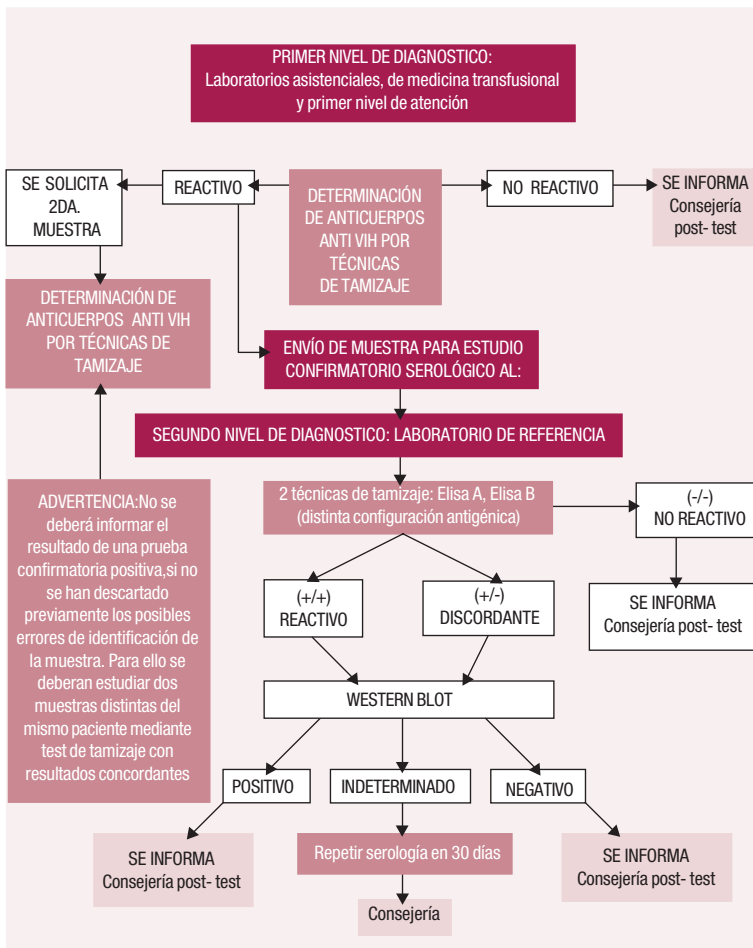 PRIMER NIVEL DE DIAGNOSTICO:
Laboratorios asistenciales, de medicina transfusional
y primer nivel de atención
SE SOLICITA
2DA.
MUESTRA
REACTIVO
DETERMINACIÓN
DE ANTICUERPOS
ANTI VIH POR
TÉCNICAS
DE TAMIZAJE
NO REACTIVO
SE INFORMA
Consejería
post- test
DETERMINACIÓN DE
ANTICUERPOS ANTI VIH
POR TÉCNICAS DE
TAMIZAJE
ENVÍO DE MUESTRA PARA ESTUDIO
CONFIRMATORIO SEROLÓGICO AL:
SEGUNDO NIVEL DE DIAGNOSTICO: LABORATORIO DE REFERENCIA
ADVERTENCIA:No se
deberá informar el
resultado de una prueba
confirmatoria positiva,si no
se han descartado
previamente los posibles
errores de identificación de
la muestra. Para ello se
deberan estudiar dos
muestras distintas del
mismo paciente mediante
test de tamizaje con
resultados concordantes
2 técnicas de tamizaje: Elisa A, Elisa B
(distinta configuración antigénica)
(-/-)
NO REACTIVO
SE INFORMA
Consejería post- test
(+/+)
REACTIVO
(+/-)
DISCORDANTE
WESTERN BLOT
POSITIVO
INDETERMINADO
NEGATIVO
SE INFORMA
Consejería post- test
Repetir serología en 30 días
SE INFORMA
Consejería post- test
Consejería